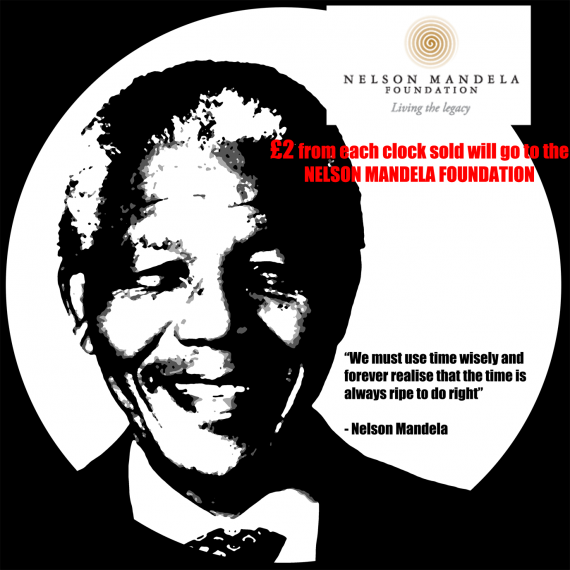 NELSON MANDELA
FOUNDATION
Living the legacy
£2 from each clock sold will go to the
NELSON MANDELA FOUNDATION
“We must use time wisely and
forever realise that the time is
always ripe to do right”
- Nelson Mandela